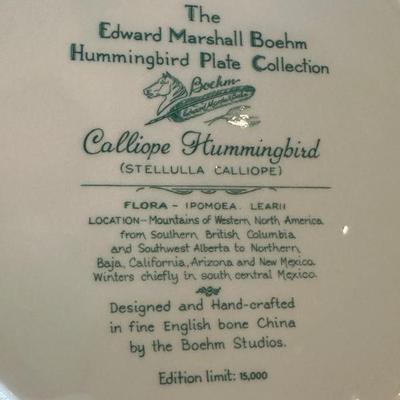 The
Edward Marshall Boehm
Hummingbird Plate Collection
Boehm
Edward Marshall Boehm
Calliope Hummingbird
(STELLULLA CALLIOPE)
FLORA - IPOMOEA. LEARII
LOCATION-Mountains of Western, North America
from Southern, British, Columbia
and Southwest Alberta to Northern,
Baja, California, Arizona and New Mexico.
Winters chiefly in south, central Mexico.
Designed and Hand-crafted
in fine English bone China
by the Boehm Studios.
Edition limit: 15,000